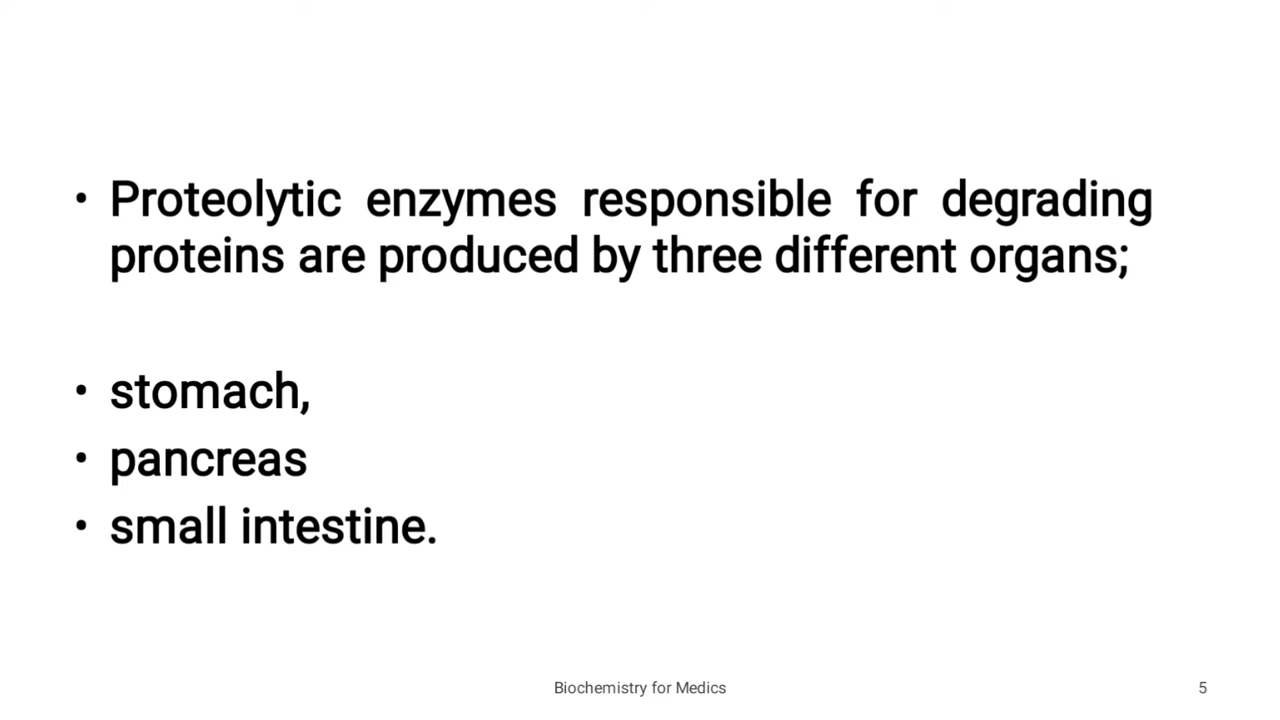 • Proteolytic enzymes responsible for degrading
proteins are produced by three different organs;
• stomach,
• pancreas
• small intestine.
Biochemistry for Medics 5